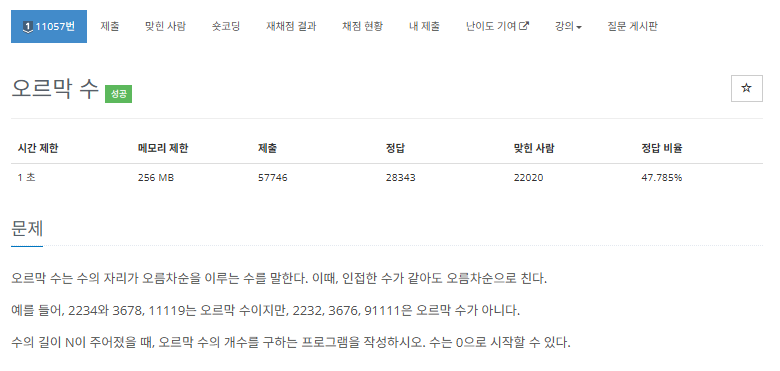 1 11057번 제출 맞힌 사람 숏코딩 재채점 결과 채점 현황 내 제출 난이도 기여 강의 질문 게시판
오르막 수 성공
시간 제한 메모리 제한 제출 정답 맞힌 사람 정답 비율
1 초 256 MB 57746 28343 22020 47.785%
문제
오르막 수는 수의 자리가 오름차순을 이루는 수를 말한다. 이때, 인접한 수가 같아도 오름차순으로 친다.
예를 들어, 2234와 3678, 11119는 오르막 수이지만, 2232, 3676, 91111은 오르막 수가 아니다.
수의 길이 N이 주어졌을 때, 오르막 수의 개수를 구하는 프로그램을 작성하시오. 수는 0으로 시작할 수 있다.